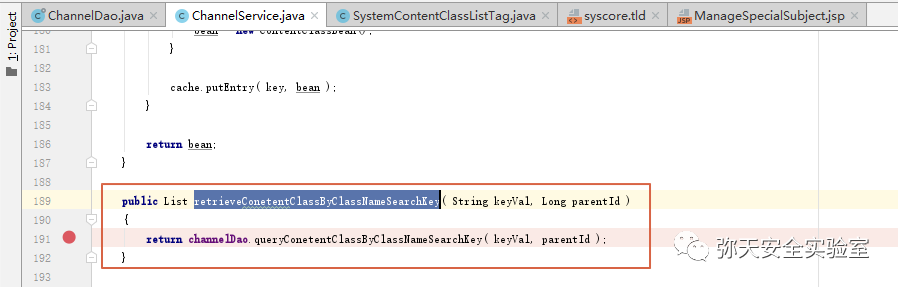 ChannelDao.java × ChannelService.java × SystemContentClassListTag.java × syscore.tld × ManageSpecialSubject.jsp ×
1: Project
181 }
182
183 cache.putEntry( key, bean );
184 }
185
186 return bean;
187 }
188
189 public List retrieveConetentClassByClassNameSearchKey( String keyVal, Long parentId )
190 {
191 return channelDao.queryConetentClassByClassNameSearchKey( keyVal, parentId );
192 }
193
弥天安全实验室